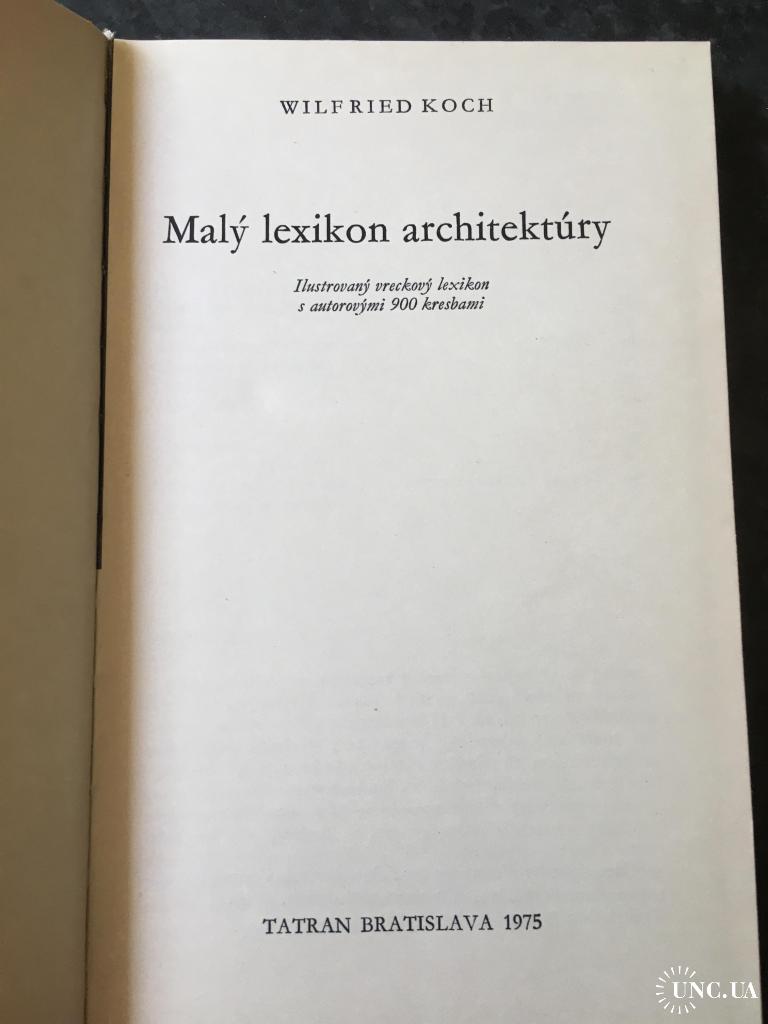 WILFRIED KOCH
Malý lexikon architektúry
Ilustrovaný vreckový lexikon
s autorovými 900 kresbami
TATRAN BRATISLAVA 1975
UNC.UA